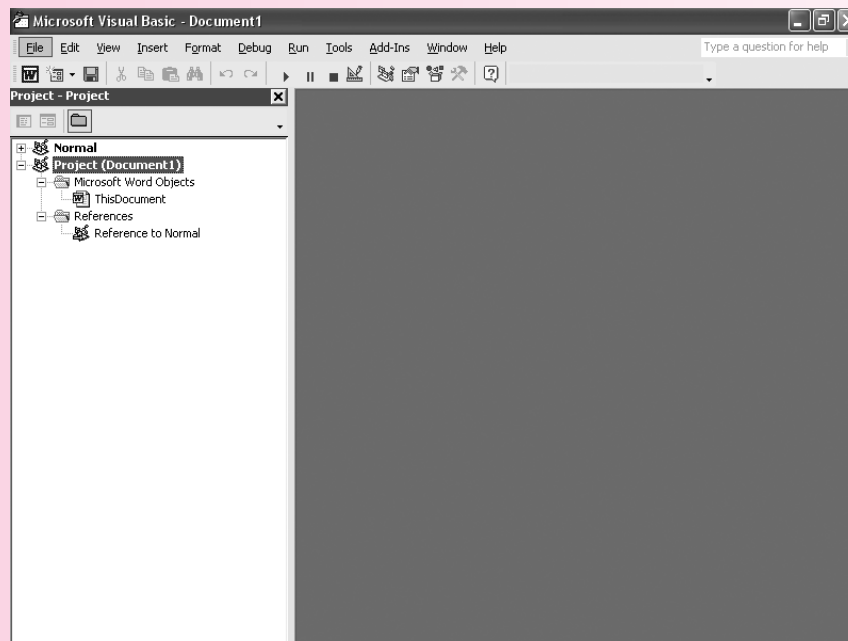 Microsoft Visual Basic - Document1
File Edit View Insert Format Debug Run Tools Add-Ins Window Help Type a question for help
Project - Project
Normal
Project (Document1)
Microsoft Word Objects
ThisDocument
References
Reference to Normal